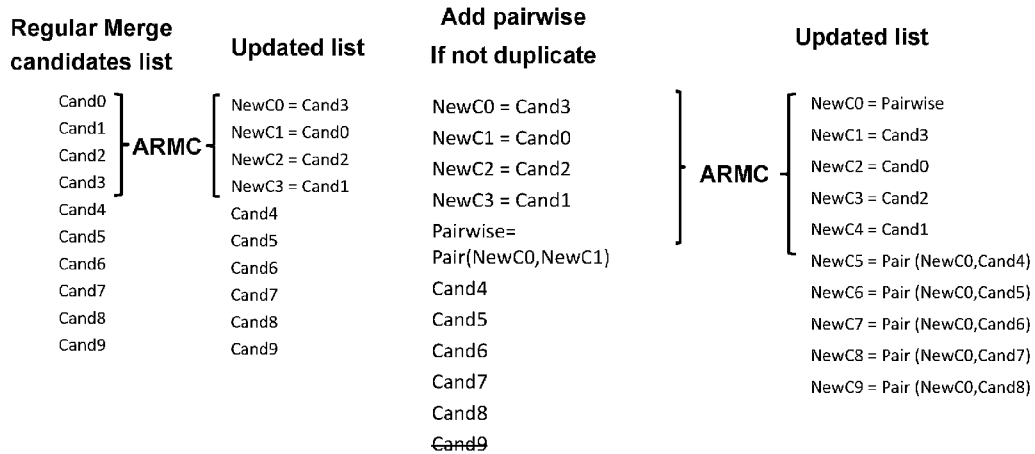 Regular Merge
candidates list
Cand0
Cand1
Cand2
Cand3
Cand4
Cand5
Cand6
Cand7
Cand8
Cand9
ARMC
Updated list
NewC0 = Cand3
NewC1 = Cand0
NewC2 = Cand2
NewC3 = Cand1
Cand4
Cand5
Cand6
Cand7
Cand8
Cand9
Add pairwise
If not duplicate
NewC0 = Cand3
NewC1 = Cand0
NewC2 = Cand2
NewC3 = Cand1
Pairwise=
Pair(NewC0,NewC1)
Cand4
Cand5
Cand6
Cand7
Cand8
Cand9
ARMC
Updated list
NewC0 = Pairwise
NewC1 = Cand3
NewC2 = Cand0
NewC3 = Cand2
NewC4 = Cand1
NewC5 = Pair (NewC0,Cand4)
NewC6 = Pair (NewC0,Cand5)
NewC7 = Pair (NewC0,Cand6)
NewC8 = Pair (NewC0,Cand7)
NewC9 = Pair (NewC0,Cand8)